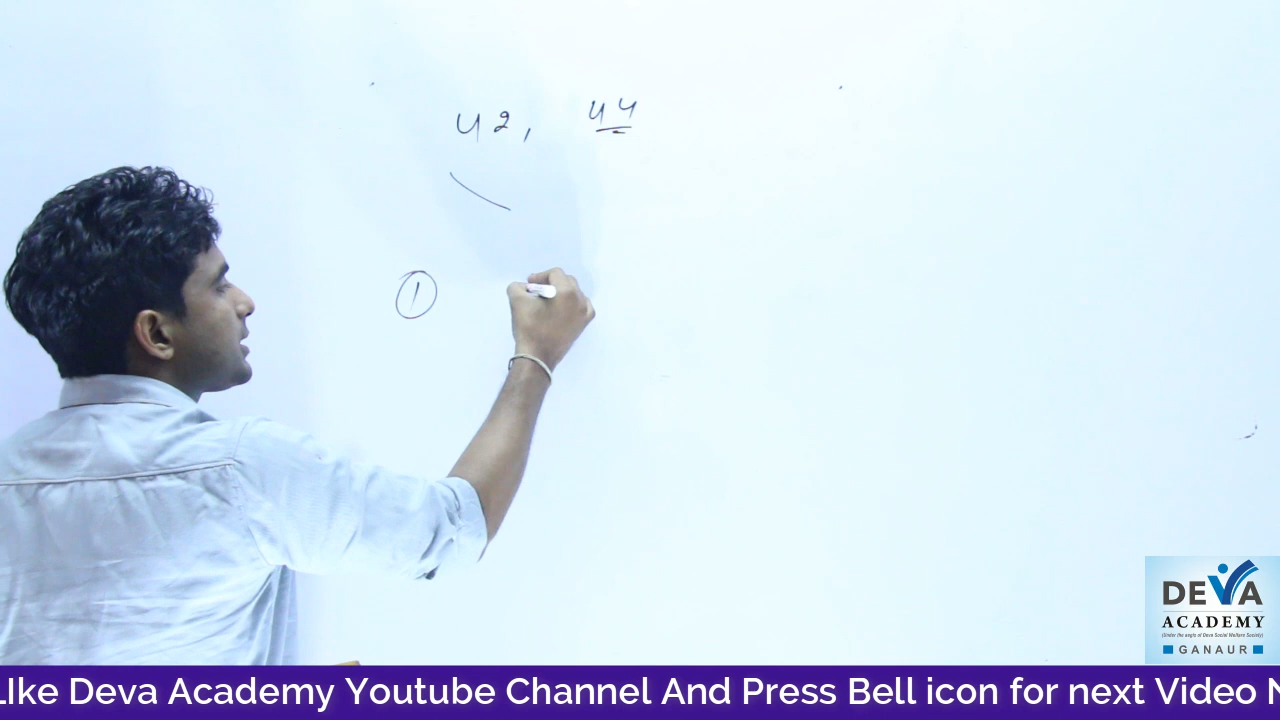 42, 44
①
DEVA
ACADEMY
(Under the aegis of Deva Social Welfare Society)
GANAUR
LIke Deva Academy Youtube Channel And Press Bell icon for next Video N